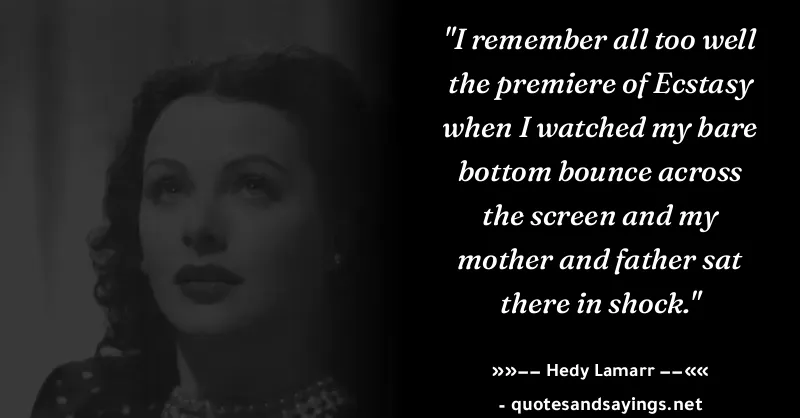 "I remember all too well
the premiere of Ecstasy
when I watched my bare
bottom bounce across
the screen and my
mother and father sat
there in shock."
»»−− Hedy Lamarr −−««
- quotesandsayings.net